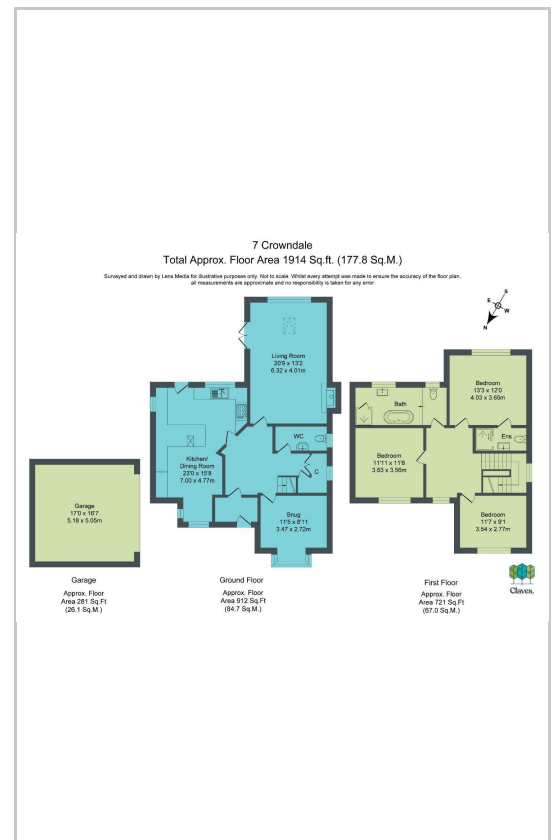 7 Crowndale
Total Approx. Floor Area 1914 Sq.ft. (177.8 Sq.M.)
Surveyed and drawn by Lens Media for illustrative purposes only. Not to scale. Whilst every attempt was made to ensure the accuracy of the floor plan,
all measurements are approximate and no responsibility is taken for any error.
S
E
W
N
Living Room
20'9 x 13'2
6.32 x 4.01m
Bedroom
13'3 x 12'0
4.03 x 3.65m
Bath
WC
Ens
Kitchen/
Dining Room
23'0 x 15'8
7.00 x 4.77m
Bedroom
11'11 x 11'8
3.63 x 3.56m
C
Garage
17'0 x 16'7
5.18 x 5.05m
Snug
11'5 x 8'11
3.47 x 2.72m
Bedroom
11'7 x 9'1
3.54 x 2.77m
Garage
Approx. Floor
Area 281 Sq.Ft
(26.1 Sq.M.)
Ground Floor
Approx. Floor
Area 912 Sq.Ft
(84.7 Sq.M.)
First Floor
Approx. Floor
Area 721 Sq.Ft
(67.0 Sq.M.)
Claves.